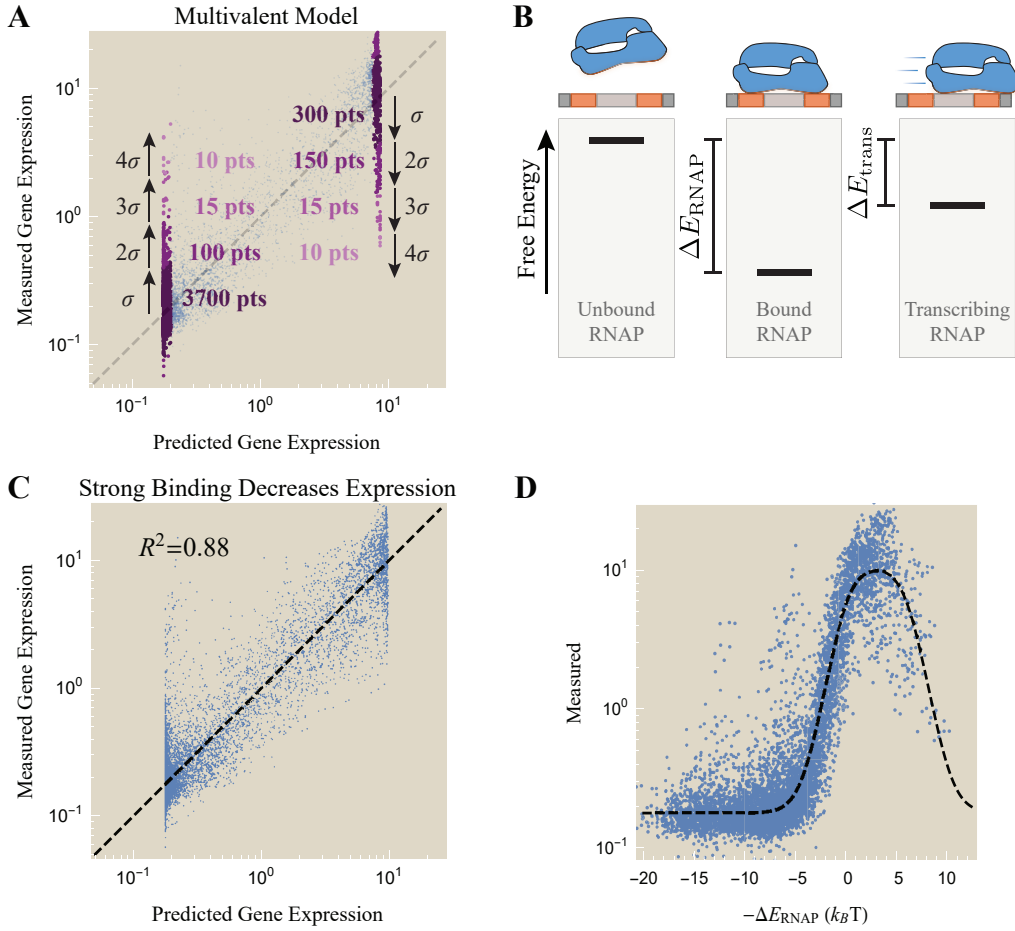 A
Multivalent Model
Measured Gene Expression
10¹
10⁰
10⁻¹
300 pts
σ
4σ
10 pts
150 pts
2σ
3σ
15 pts
15 pts
3σ
2σ
100 pts
10 pts
4σ
σ
3700 pts
10⁻¹
10⁰
10¹
Predicted Gene Expression
B
Free Energy
ΔE_RNAP
ΔE_trans
Unbound
RNAP
Bound
RNAP
Transcribing
RNAP
C
Strong Binding Decreases Expression
R²=0.88
Measured Gene Expression
10¹
10⁰
10⁻¹
10⁻¹
10⁰
10¹
Predicted Gene Expression
D
Measured
10¹
10⁰
10⁻¹
−20
−15
−10
−5
0
5
10
−ΔE_RNAP (k_BT)